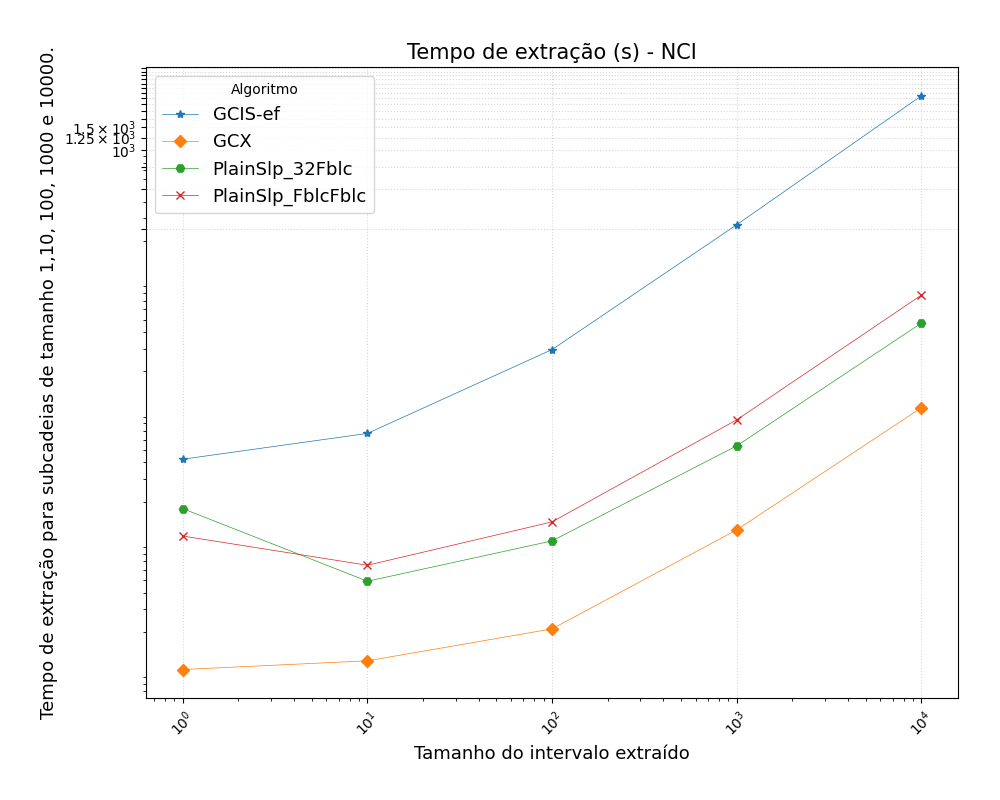 Tempo de extração (s) - NCI
Tempo de extração para subcadeias de tamanho 1,10, 100, 1000 e 10000.
1.5 × 10³
1.25 × 10³
10³
Algoritmo
GCIS-ef
GCX
PlainSlp_32Fblc
PlainSlp_FblcFblc
10⁰
10¹
10²
10³
10⁴
Tamanho do intervalo extraído